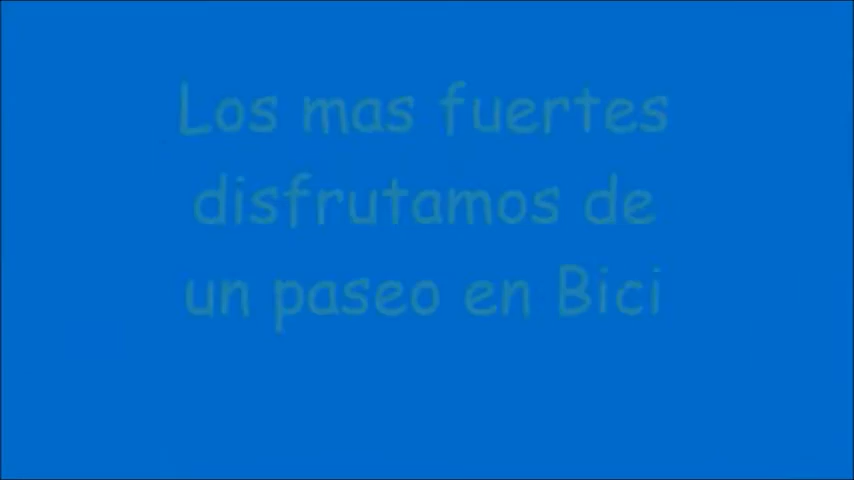 Los mas fuertes
disfrutamos de
un paseo en Bici